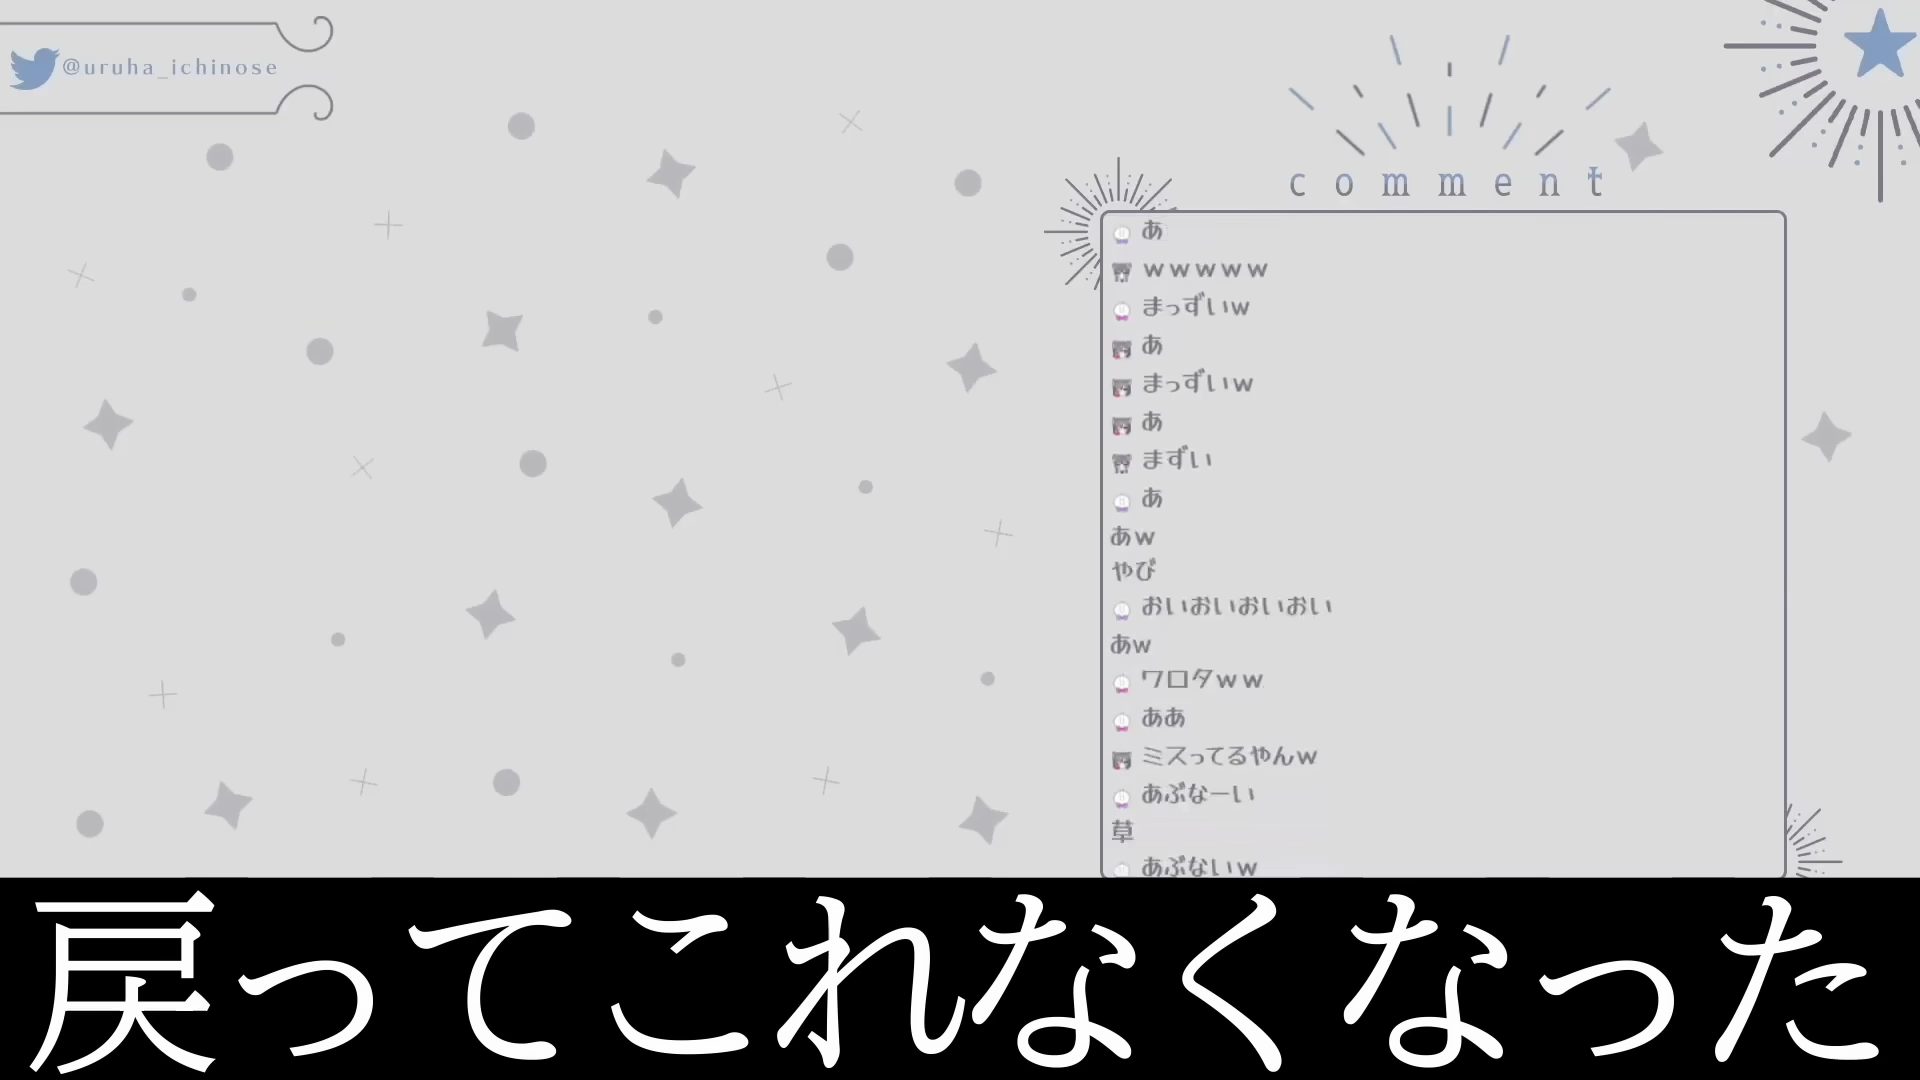 @uruha_ichinose
comment
あ
ｗｗｗｗｗ
まっずいw
あ
まっずいｗ
あ
まずい
あ
あｗ
やび
おいおいおいおい
あw
ワロタｗｗ
ああ
ミスってるやんｗ
あぶなーい
草
あぶないｗ
戻ってこれなくなった